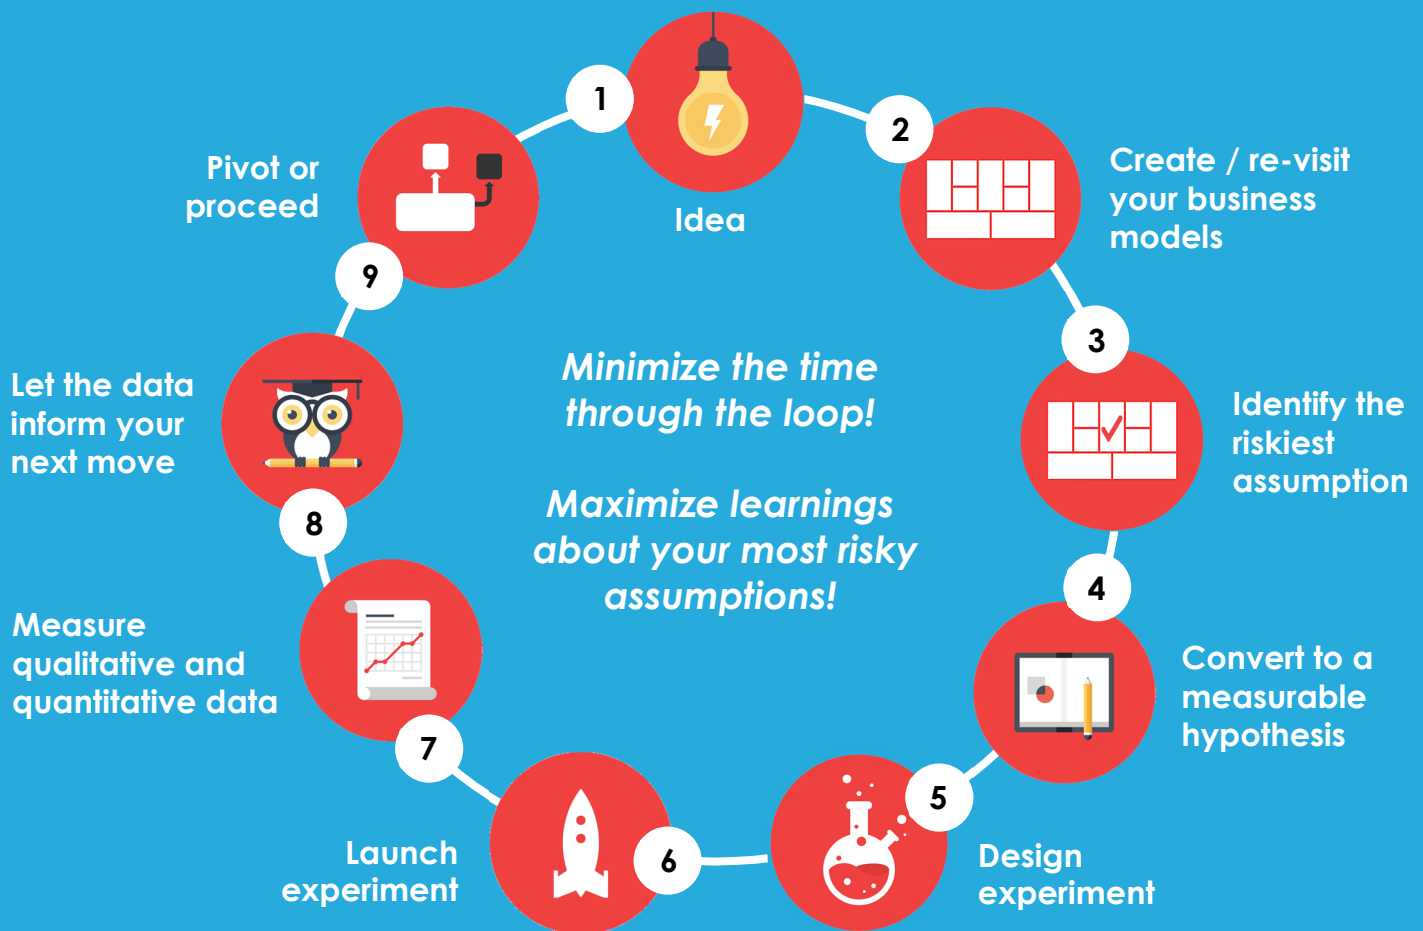 1
Idea
2
Create / re-visit
your business
models
3
Identify the
riskiest
assumption
4
Convert to a
measurable
hypothesis
5
Design
experiment
6
Launch
experiment
7
Measure
qualitative and
quantitative data
8
Let the data
inform your
next move
9
Pivot or
proceed
Minimize the time
through the loop!
Maximize learnings
about your most risky
assumptions!